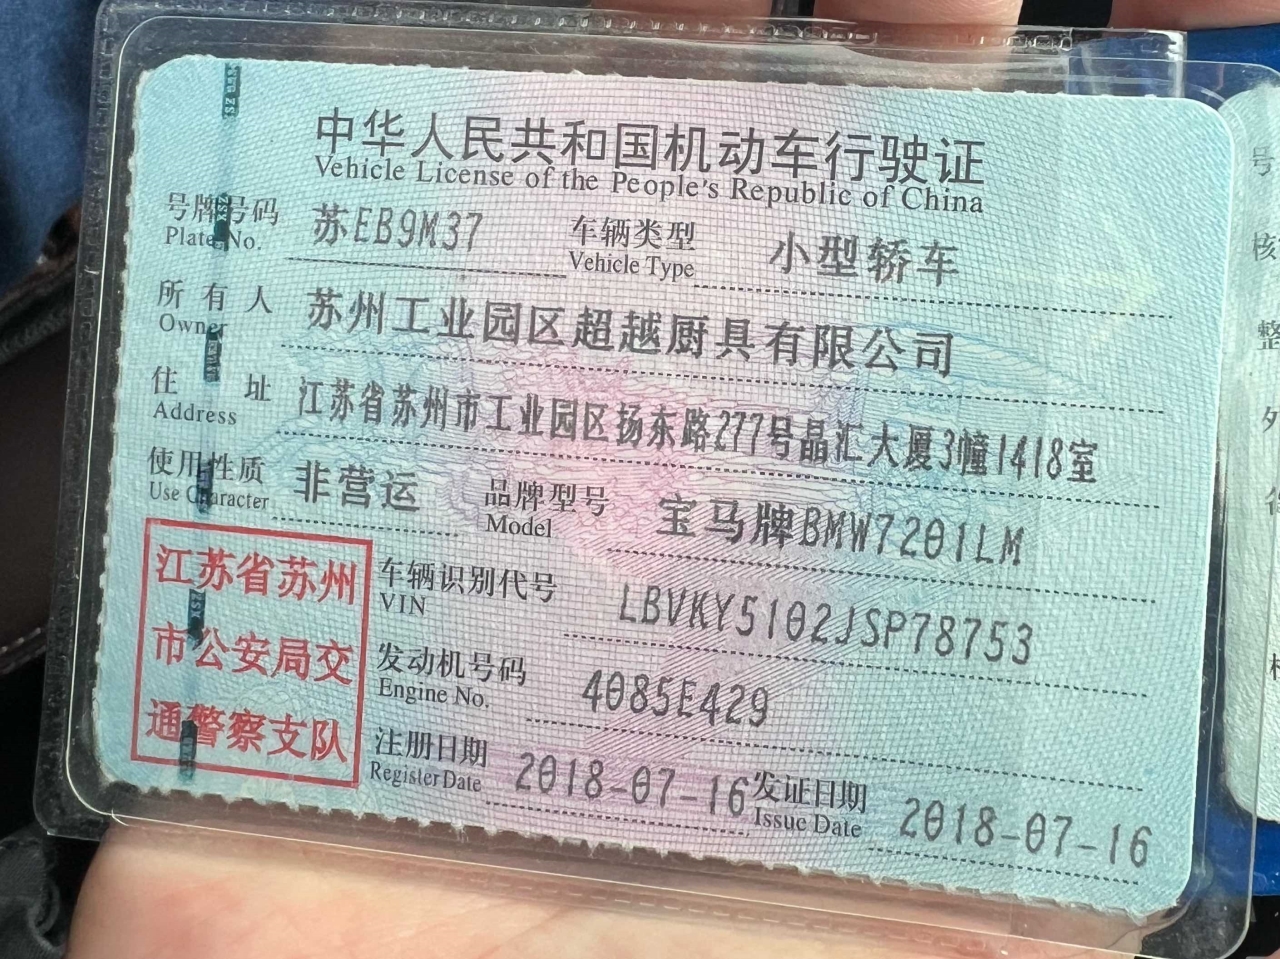 中华人民共和国机动车行驶证
Vehicle License of the People's Republic of China
号牌号码 苏EB9M37 车辆类型 小型轿车
Plate No. Vehicle Type
所有人 苏州工业园区超越厨具有限公司
Owner
住址 江苏省苏州市工业园区扬东路277号晶汇大厦3幢1418室
Address
使用性质 非营运 品牌型号 宝马牌BMW7201LM
Use Character Model
江苏省苏州
市公安局交
通警察支队
车辆识别代号 LBVKY5102JSP78753
VIN
发动机号码 4085E429
Engine No.
注册日期 2018-07-16 发证日期 2018-07-16
Register Date Issue Date
号
核
整